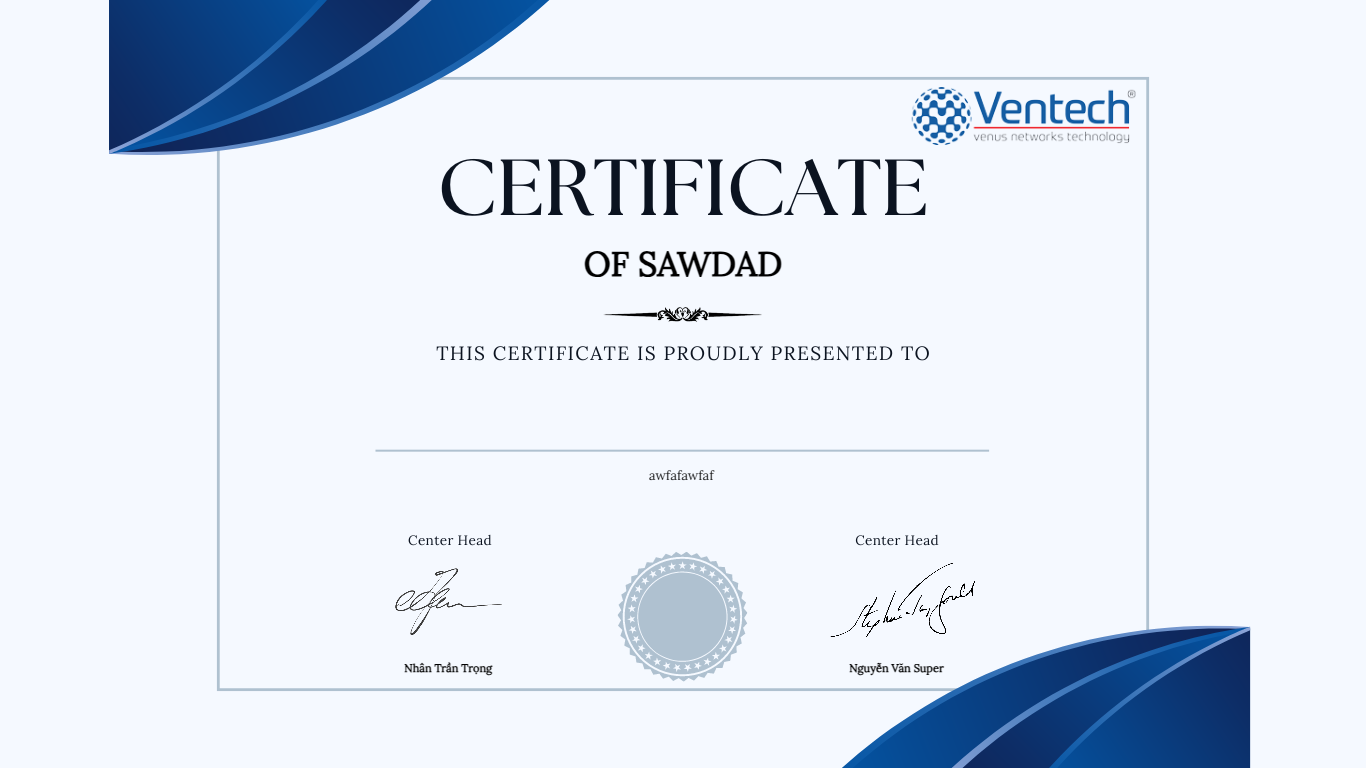 Ventech®
venus networks technology
CERTIFICATE
OF SAWDAD
THIS CERTIFICATE IS PROUDLY PRESENTED TO
awfafawfaf
Center Head
Center Head
Nhân Trần Trọng
Nguyễn Văn Super